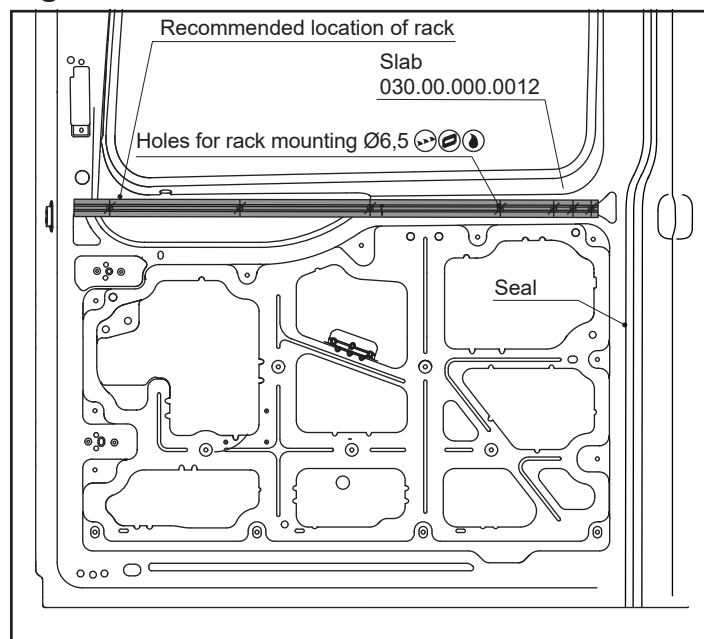 Recommended location of rack
Slab
030.00.000.0012
Holes for rack mounting Ø6,5
Seal